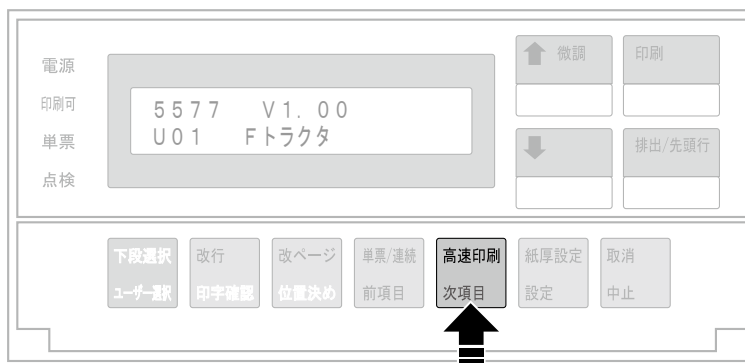 電源
印刷可
単票
点検
5577 V1.00
U01 Fトラクタ
微調
印刷
排出/先頭行
下段選択
ユーザー選択
改行
印字確認
改ページ
位置決め
単票/連続
前項目
高速印刷
次項目
紙厚設定
設定
取消
中止